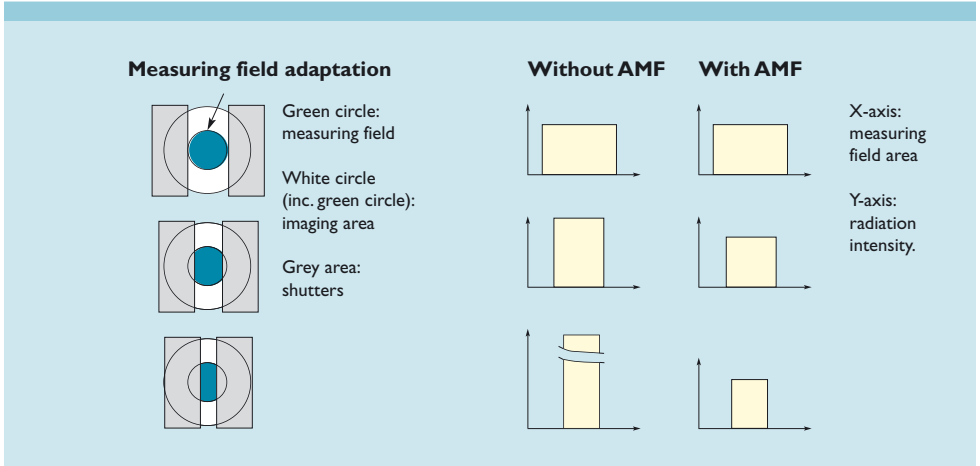 Measuring field adaptation
Green circle:
measuring field
White circle
(inc. green circle):
imaging area
Grey area:
shutters
Without AMF
With AMF
X-axis:
measuring
field area
Y-axis:
radiation
intensity.